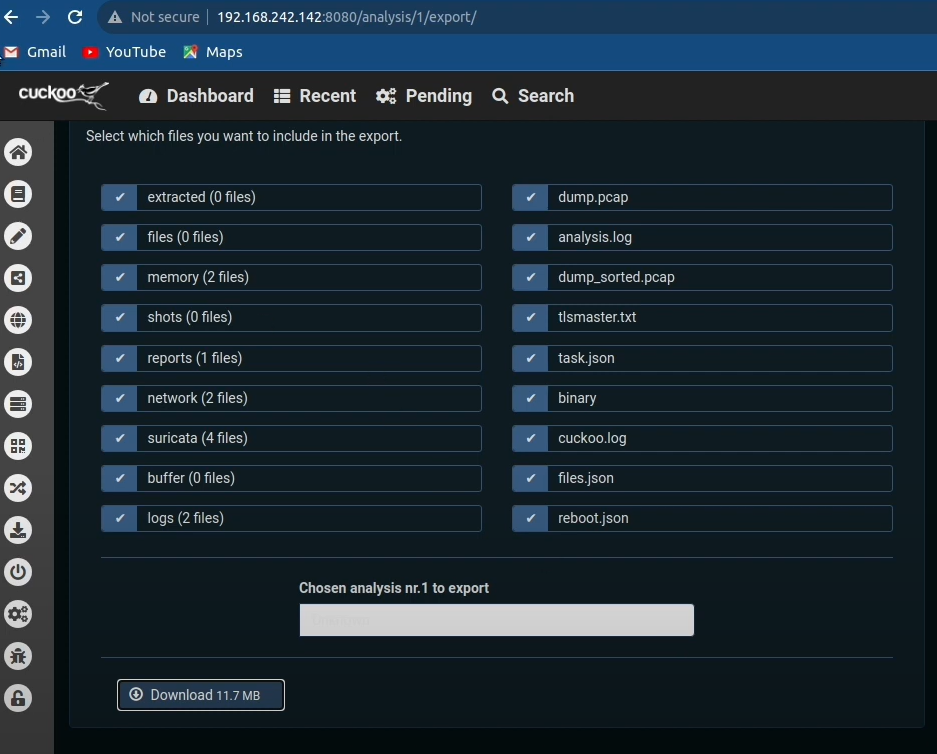 Not secure 192.168.242.142:8080/analysis/1/export/
Gmail YouTube Maps
cuckoo Dashboard Recent Pending Search
Select which files you want to include in the export.
extracted (0 files)
files (0 files)
memory (2 files)
shots (0 files)
reports (1 files)
network (2 files)
suricata (4 files)
buffer (0 files)
logs (2 files)
dump.pcap
analysis.log
dump_sorted.pcap
tlsmaster.txt
task.json
binary
cuckoo.log
files.json
reboot.json
Chosen analysis nr.1 to export
Download 11.7 MB